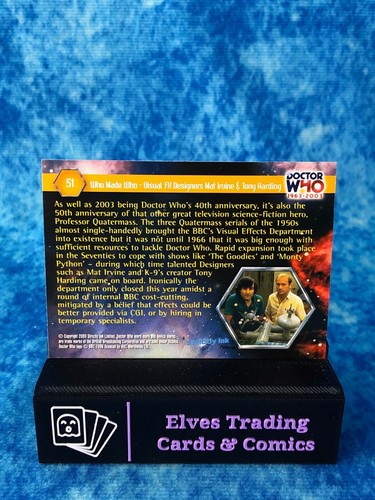 51
Who Made Who - Visual FX Designers Mat Irvine & Tony Harding
DOCTOR
WHO
1963-2003
As well as 2003 being Doctor Who's 40th anniversary, it's also the
50th anniversary of that other great television science-fiction hero,
Professor Quatermass. The three Quatermass serials of the 1950s
almost single-handedly brought the BBC's Visual Effects Department
into existence but it was not until 1966 that it was big enough with
sufficient resources to tackle Doctor Who. Rapid expansion took place
in the Seventies to cope with shows like 'The Goodies' and 'Monty
Python' - during which time talented Designers
such as Mat Irvine and K-9's creator Tony
Harding came on board. Ironically the
department only closed this year amidst a
round of internal BBC cost-cutting,
mitigated by a belief that effects could be
better provided via CGI, or by hiring in
temporary specialists.
Ink
Elves Trading
Cards & Comics